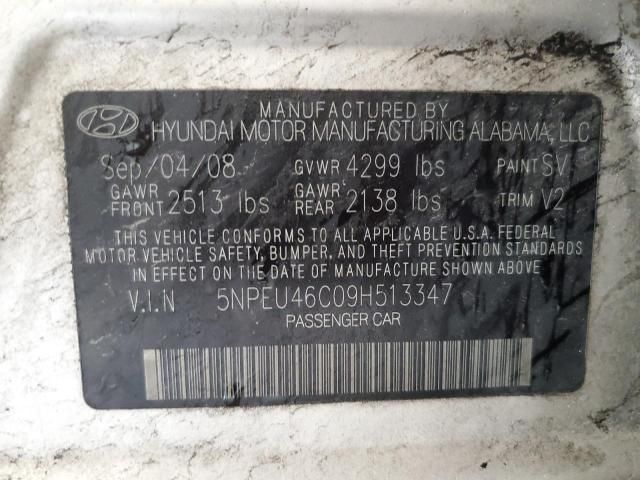 MANUFACTURED BY
HYUNDAI MOTOR MANUFACTURING ALABAMA, LLC
Sep/04/08 GVWR 4299 lbs PAINT SV
GAWR FRONT 2513 lbs GAWR REAR 2138 lbs TRIM V2
THIS VEHICLE CONFORMS TO ALL APPLICABLE U.S.A. FEDERAL
MOTOR VEHICLE SAFETY, BUMPER, AND THEFT PREVENTION STANDARDS
IN EFFECT ON THE DATE OF MANUFACTURE SHOWN ABOVE
V.I.N 5NPEU46C09H513347
PASSENGER CAR